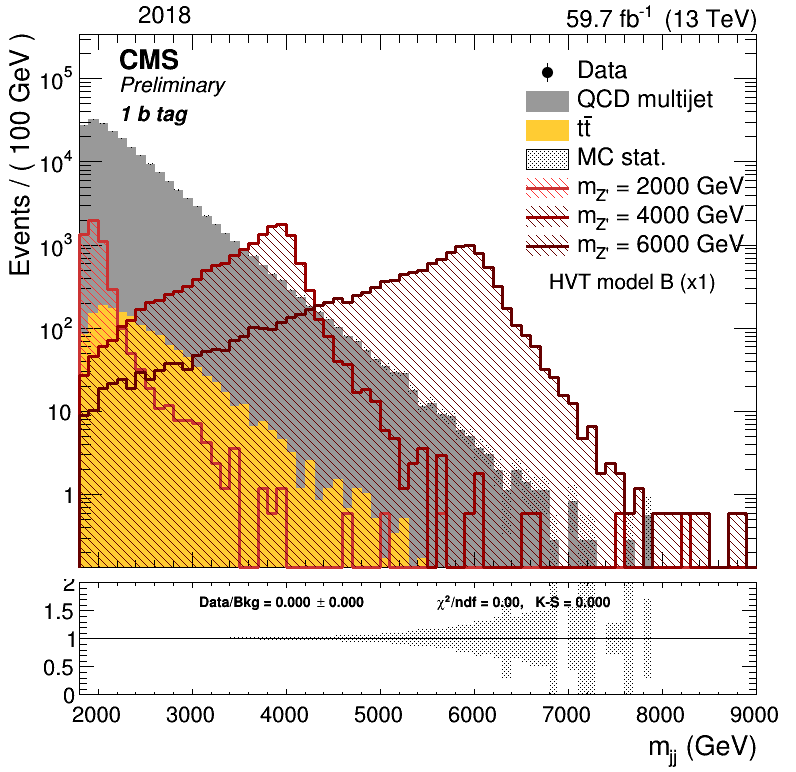 2018
59.7 fb⁻¹ (13 TeV)
CMS
Preliminary
1 b tag
Data
QCD multijet
tt̄
MC stat.
m_Z' = 2000 GeV
m_Z' = 4000 GeV
m_Z' = 6000 GeV
HVT model B (x1)
Events / ( 100 GeV )
10⁵
10⁴
10³
10²
10
1
Data/Bkg = 0.000 ± 0.000
χ²/ndf = 0.00, K-S = 0.000
2
1.5
1
0.5
0
2000 3000 4000 5000 6000 7000 8000 9000
m_jj (GeV)